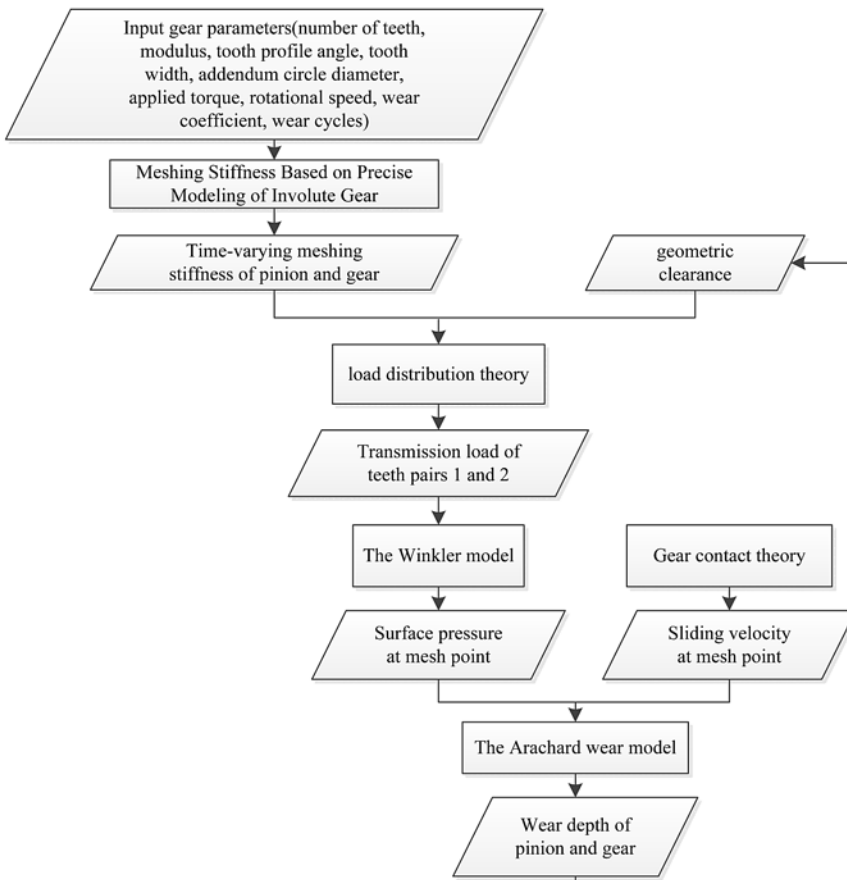 Input gear parameters(number of teeth,
modulus, tooth profile angle, tooth
width, addendum circle diameter,
applied torque, rotational speed, wear
coefficient, wear cycles)
Meshing Stiffness Based on Precise
Modeling of Involute Gear
Time-varying meshing
stiffness of pinion and gear
geometric
clearance
load distribution theory
Transmission load of
teeth pairs 1 and 2
The Winkler model
Gear contact theory
Surface pressure
at mesh point
Sliding velocity
at mesh point
The Arachard wear model
Wear depth of
pinion and gear